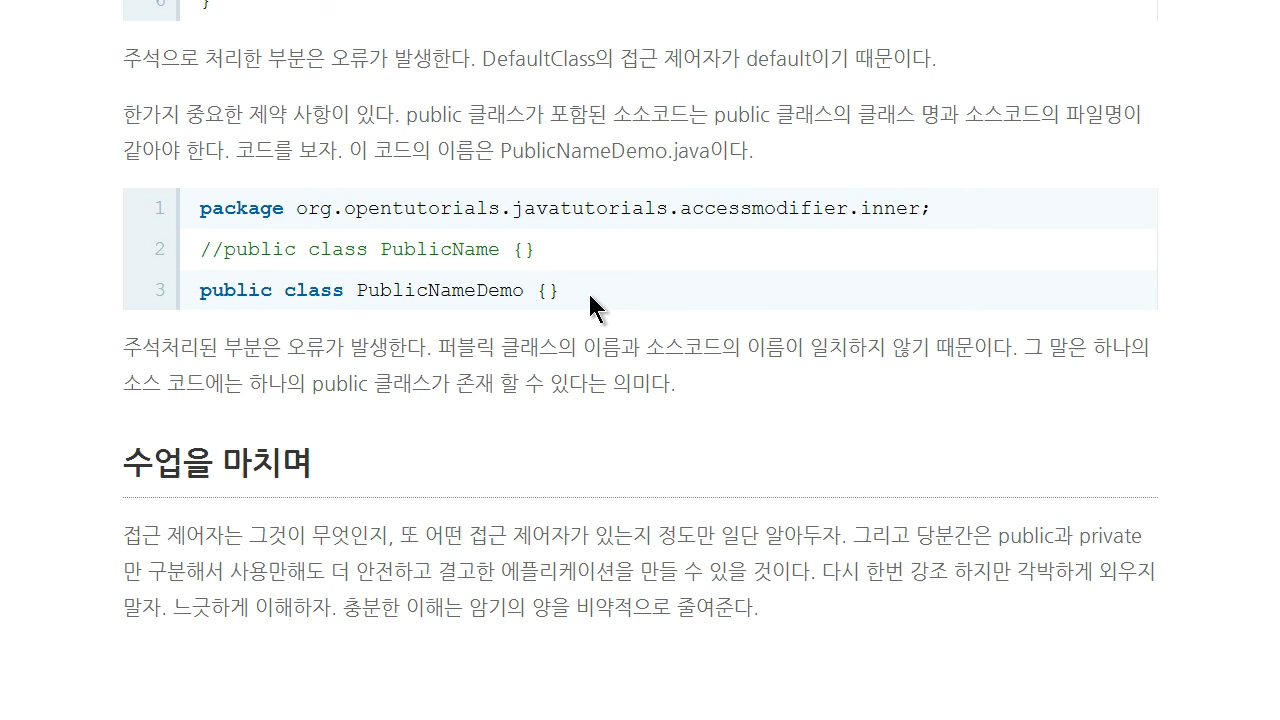 6 }
주석으로 처리한 부분은 오류가 발생한다. DefaultClass의 접근 제어자가 default이기 때문이다.
한가지 중요한 제약 사항이 있다. public 클래스가 포함된 소소코드는 public 클래스의 클래스 명과 소스코드의 파일명이
같아야 한다. 코드를 보자. 이 코드의 이름은 PublicNameDemo.java이다.
1 package org.opentutorials.javatutorials.accessmodifier.inner;
2 //public class PublicName {}
3 public class PublicNameDemo {}
주석처리된 부분은 오류가 발생한다. 퍼블릭 클래스의 이름과 소스코드의 이름이 일치하지 않기 때문이다. 그 말은 하나의
소스 코드에는 하나의 public 클래스가 존재 할 수 있다는 의미다.
수업을 마치며
접근 제어자는 그것이 무엇인지, 또 어떤 접근 제어자가 있는지 정도만 일단 알아두자. 그리고 당분간은 public과 private
만 구분해서 사용만해도 더 안전하고 결고한 에플리케이션을 만들 수 있을 것이다. 다시 한번 강조 하지만 각박하게 외우지
말자. 느긋하게 이해하자. 충분한 이해는 암기의 양을 비약적으로 줄여준다.